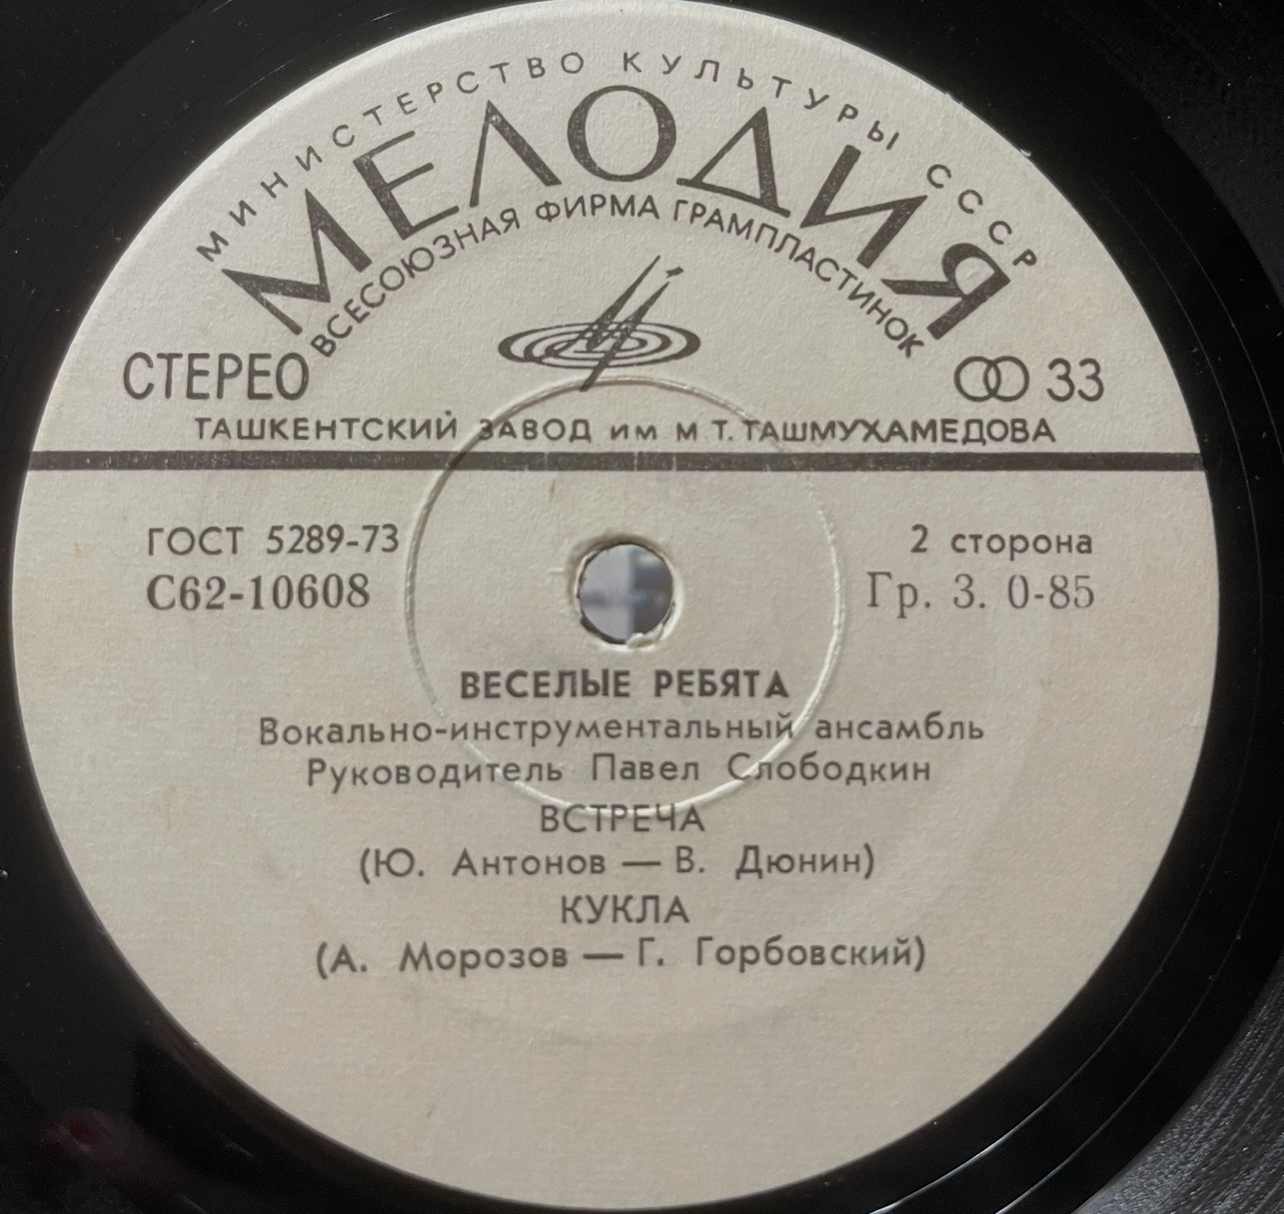 МИНИСТЕРСТВО КУЛЬТУРЫ СССР
МЕЛОДИЯ
ВСЕСОЮЗНАЯ ФИРМА ГРАМПЛАСТИНОК
СТЕРЕО 33
ТАШКЕНТСКИЙ ЗАВОД им М Т. ТАШМУХАМЕДОВА
ГОСТ 5289-73 2 сторона
С62-10608 Гр. 3. 0-85
ВЕСЕЛЫЕ РЕБЯТА
Вокально-инструментальный ансамбль
Руководитель Павел Слободкин
ВСТРЕЧА
(Ю. Антонов — В. Дюнин)
КУКЛА
(А. Морозов — Г. Горбовский)